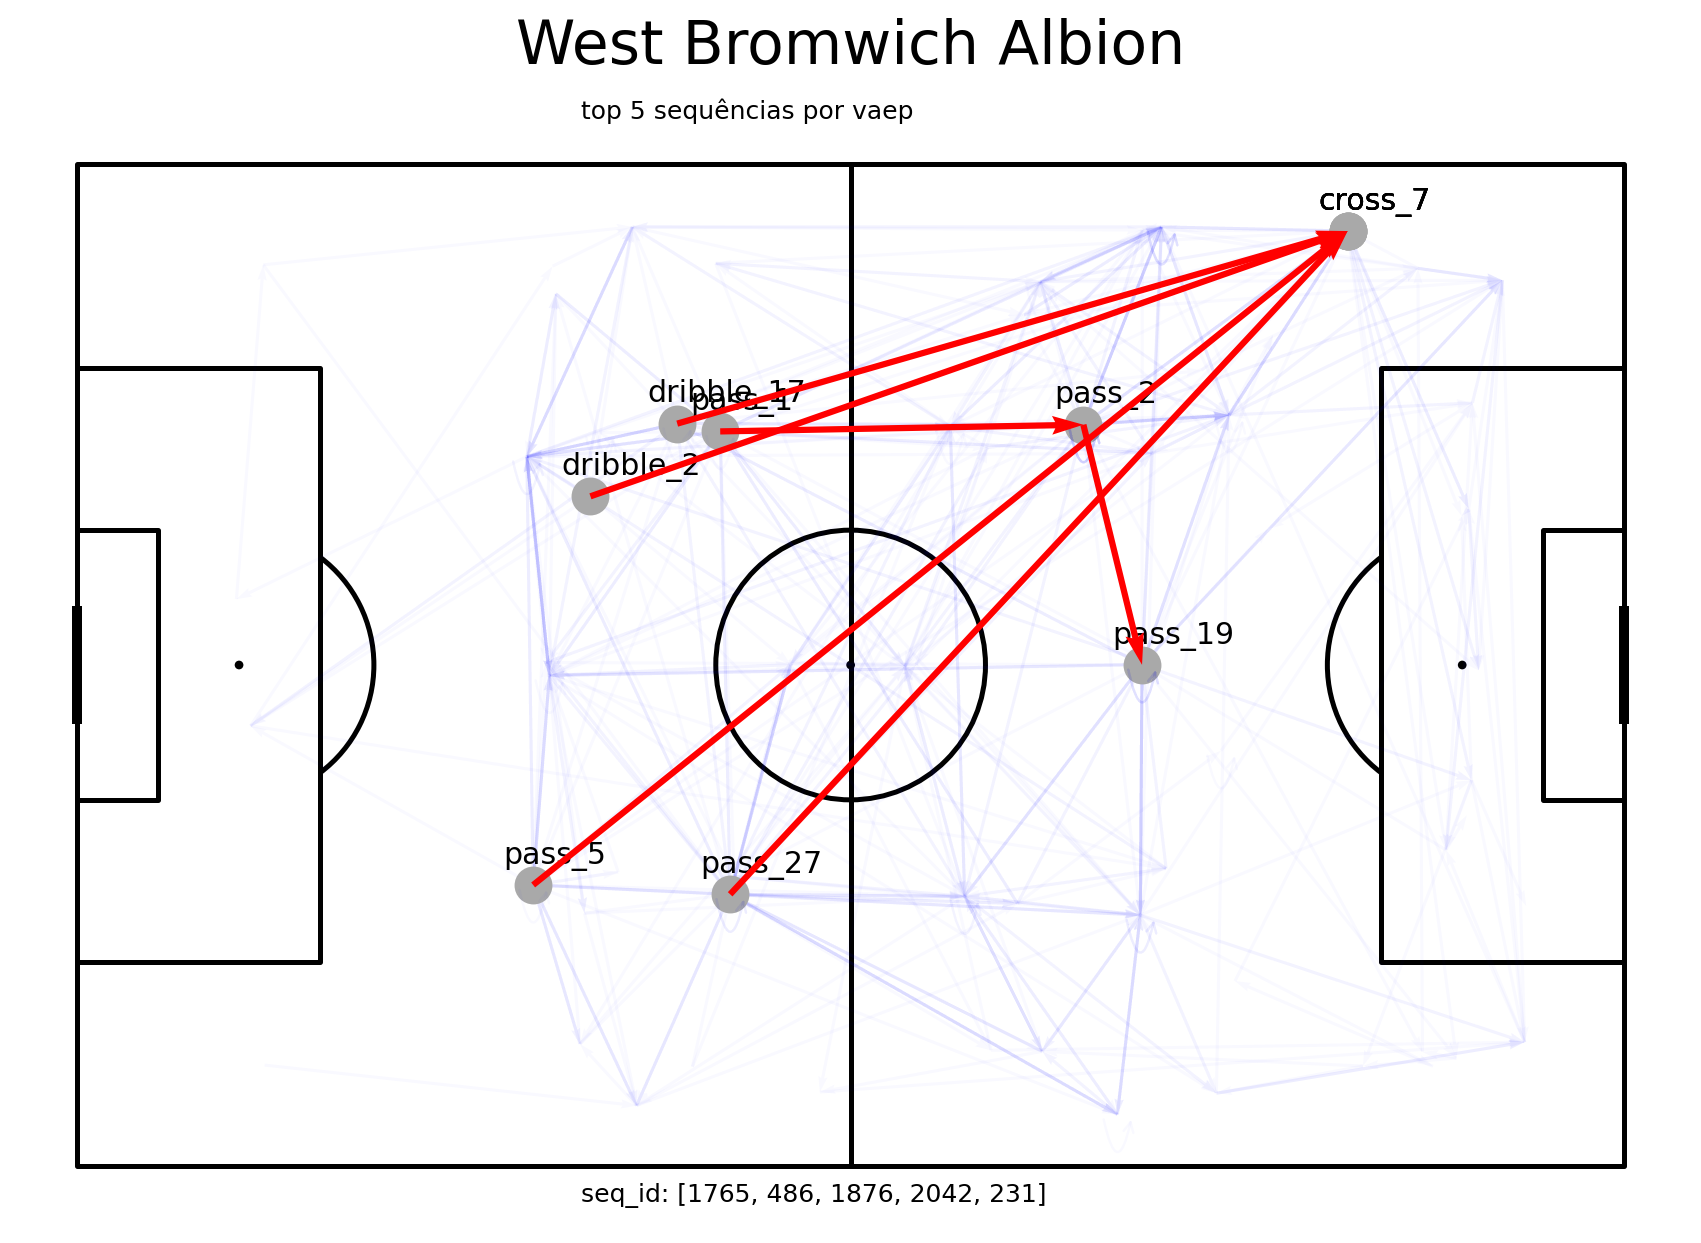 West Bromwich Albion
top 5 sequências por vaep
cross_7
dribble_17
pass_1
pass_2
dribble_2
pass_19
pass_5
pass_27
seq_id: [1765, 486, 1876, 2042, 231]